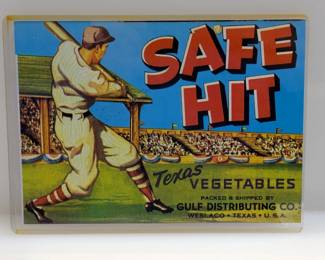 SAFE
HIT
Texas
VEGETABLES
PACKED & SHIPPED BY
GULF DISTRIBUTING CO.
WESLACO • TEXAS • U.S.A.